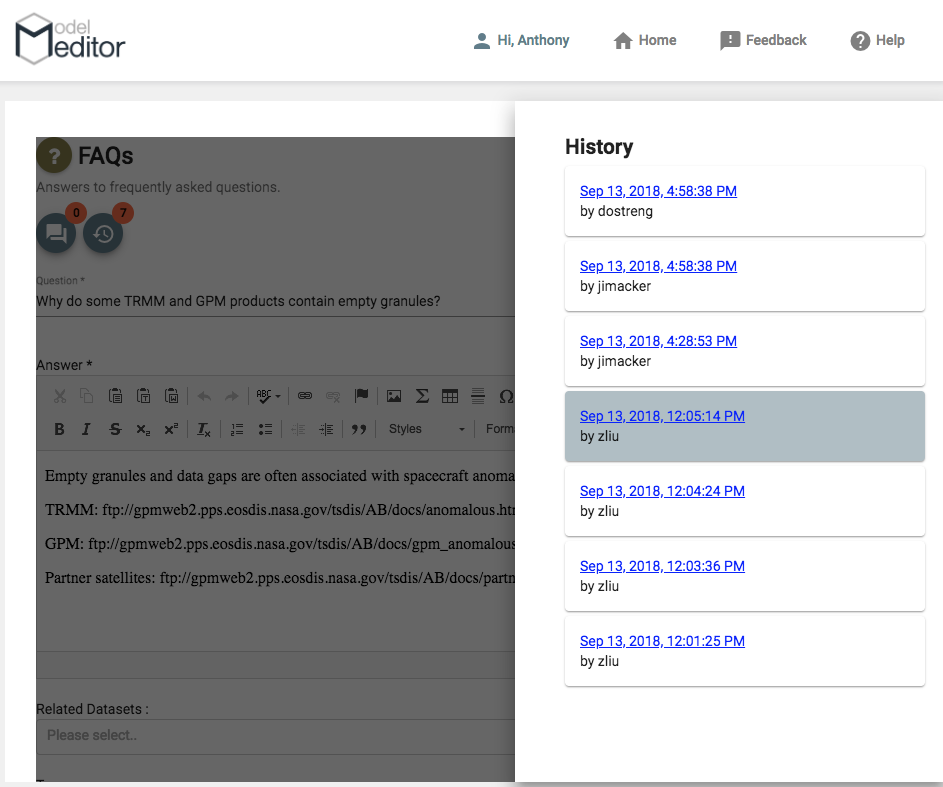 Model
Meditor
Hi, Anthony
Home
Feedback
Help
? FAQs
Answers to frequently asked questions.
0
7
Question *
Why do some TRMM and GPM products contain empty granules?
Answer *
ABC
Σ
Ω
B I S x₂ x² Tx
Styles
Forma
Empty granules and data gaps are often associated with spacecraft anoma
TRMM: ftp://gpmweb2.pps.eosdis.nasa.gov/tsdis/AB/docs/anomalous.htm
GPM: ftp://gpmweb2.pps.eosdis.nasa.gov/tsdis/AB/docs/gpm_anomalous
Partner satellites: ftp://gpmweb2.pps.eosdis.nasa.gov/tsdis/AB/docs/partn
Related Datasets :
Please select..
History
Sep 13, 2018, 4:58:38 PM
by dostreng
Sep 13, 2018, 4:58:38 PM
by jimacker
Sep 13, 2018, 4:28:53 PM
by jimacker
Sep 13, 2018, 12:05:14 PM
by zliu
Sep 13, 2018, 12:04:24 PM
by zliu
Sep 13, 2018, 12:03:36 PM
by zliu
Sep 13, 2018, 12:01:25 PM
by zliu